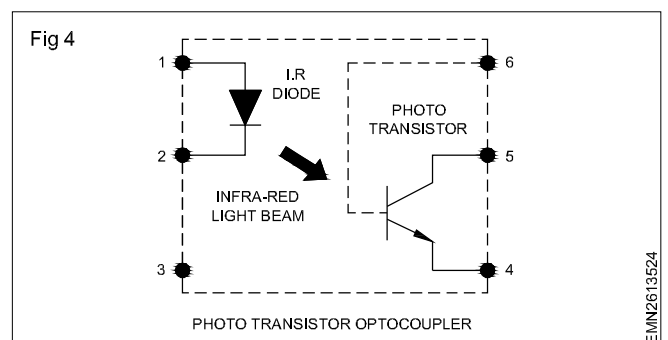 Fig 4
1
6
I.R
DIODE
PHOTO
TRANSISTOR
2
5
INFRA-RED
LIGHT BEAM
3
4
PHOTO TRANSISTOR OPTOCOUPLER
EMN2613524